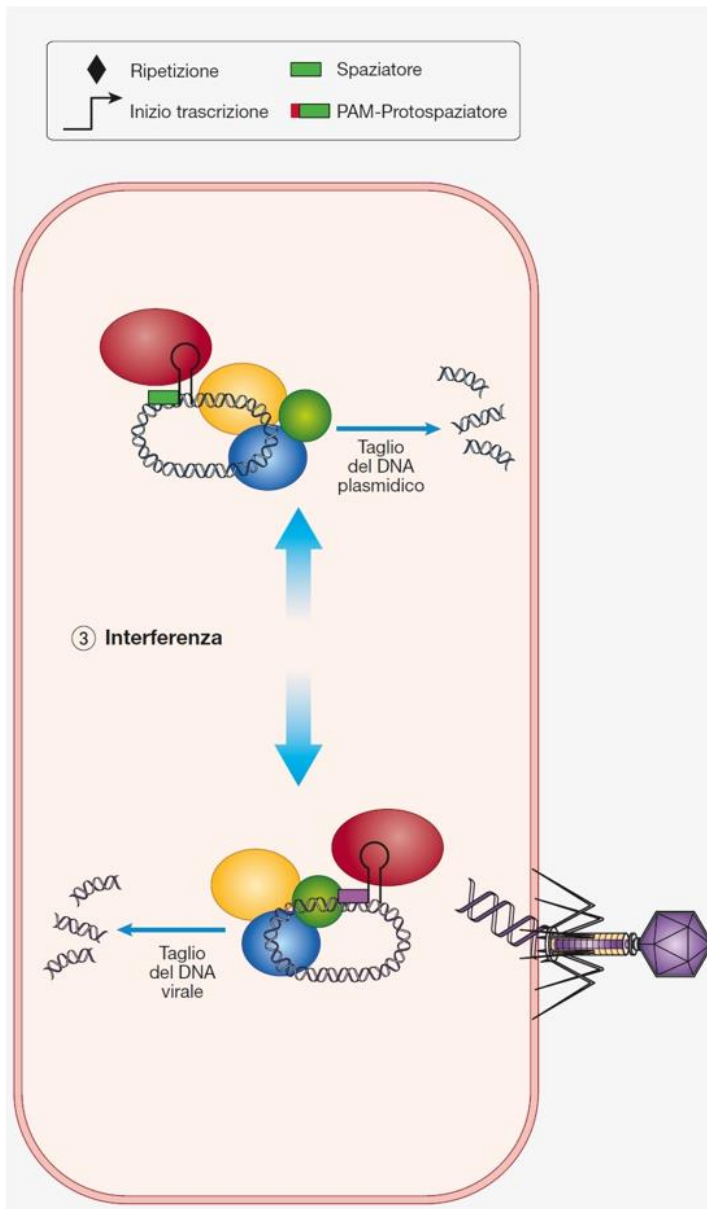 Ripetizione
Spaziatore
Inizio trascrizione
PAM-Protospaziatore
Taglio
del DNA
plasmidico
3 Interferenza
Taglio
del DNA
virale